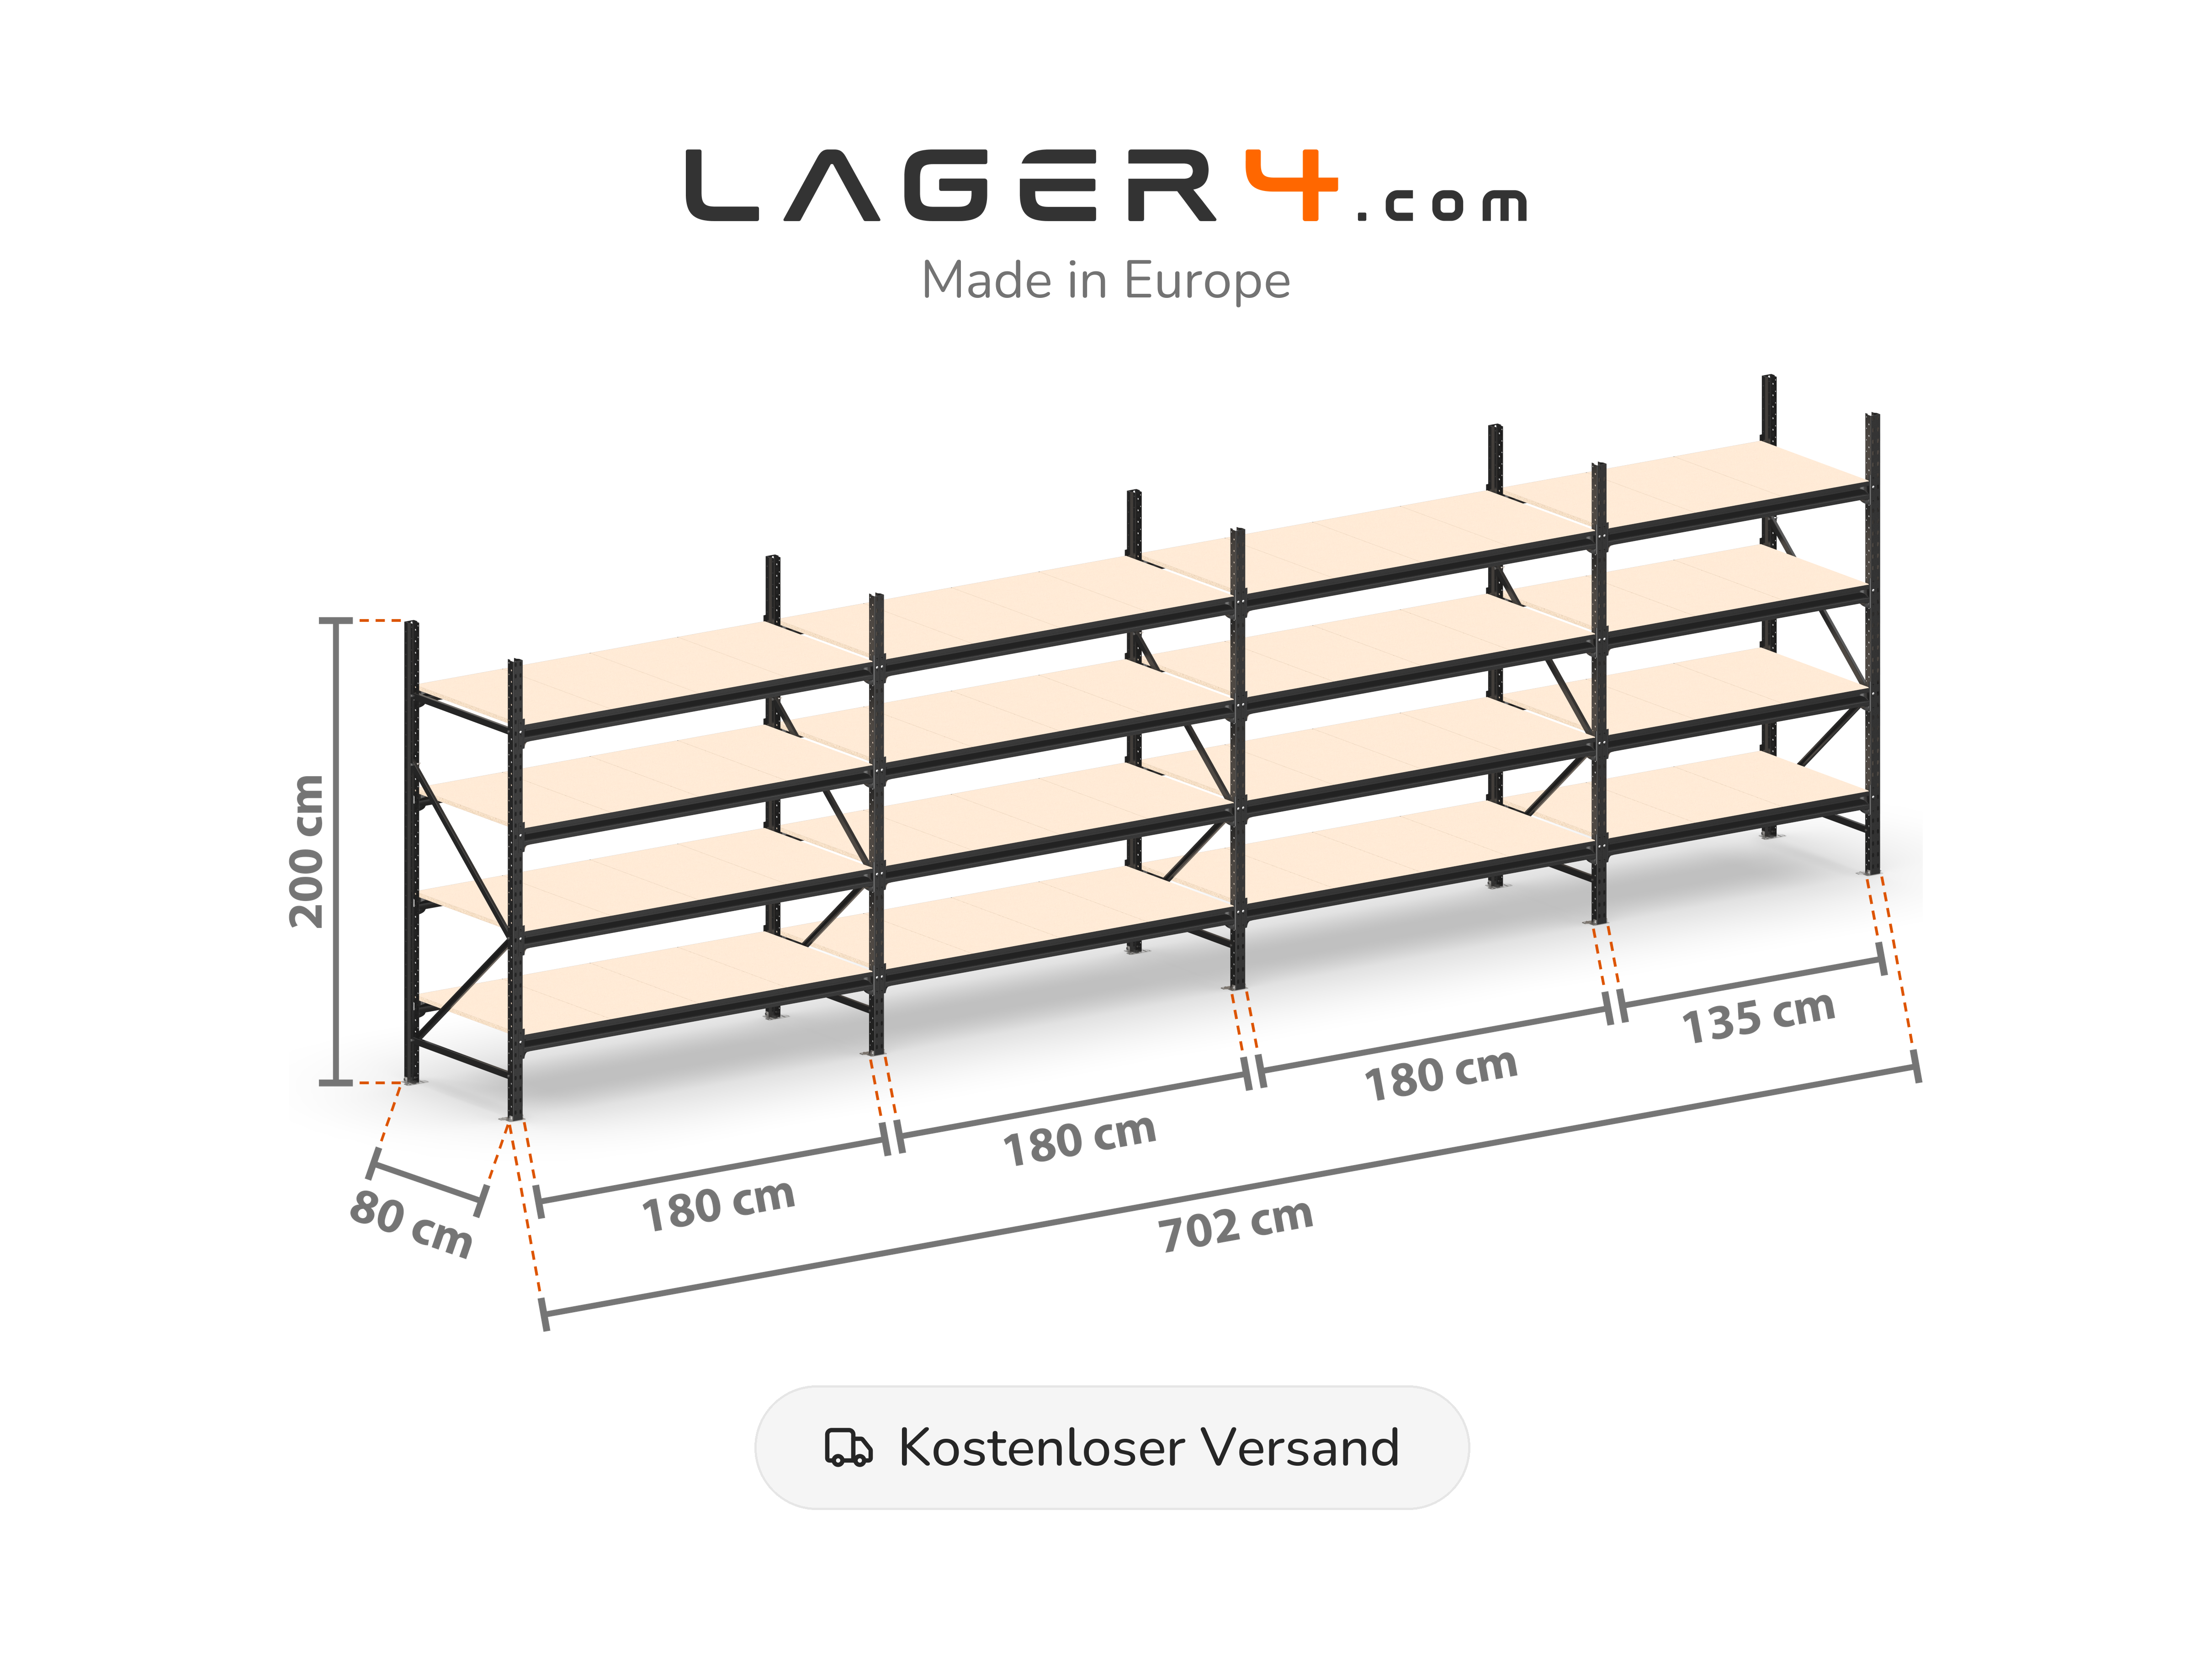 LAGER4.com
Made in Europe
200 cm
80 cm
180 cm
180 cm
180 cm
135 cm
702 cm
Kostenloser Versand